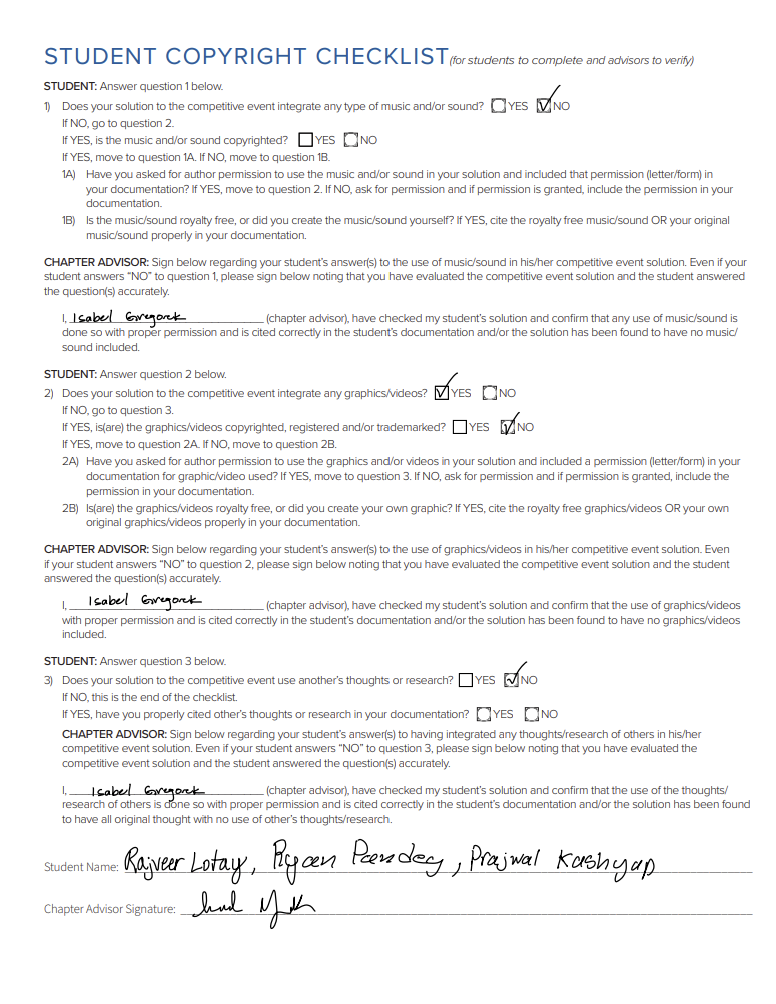 STUDENT COPYRIGHT CHECKLIST (for students to complete and advisors to verify)
STUDENT: Answer question 1 below.
1) Does your solution to the competitive event integrate any type of music and/or sound? YES NO
If NO, go to question 2.
If YES, is the music and/or sound copyrighted? YES NO
If YES, move to question 1A. If NO, move to question 1B.
1A) Have you asked for author permission to use the music and/or sound in your solution and included that permission (letter/form) in
your documentation? If YES, move to question 2. If NO, ask for permission and if permission is granted, include the permission in your
documentation.
1B) Is the music/sound royalty free, or did you create the music/sound yourself? If YES, cite the royalty free music/sound OR your original
music/sound properly in your documentation.
CHAPTER ADVISOR: Sign below regarding your student's answer(s) to the use of music/sound in his/her competitive event solution. Even if your
student answers "NO" to question 1, please sign below noting that you have evaluated the competitive event solution and the student answered
the question(s) accurately.
I, Isabel Gregorek (chapter advisor), have checked my student's solution and confirm that any use of music/sound is
done so with proper permission and is cited correctly in the student's documentation and/or the solution has been found to have no music/
sound included.
STUDENT: Answer question 2 below.
2) Does your solution to the competitive event integrate any graphics/videos? YES NO
If NO, go to question 3.
If YES, is(are) the graphics/videos copyrighted, registered and/or trademarked? YES NO
If YES, move to question 2A. If NO, move to question 2B.
2A) Have you asked for author permission to use the graphics and/or videos in your solution and included a permission (letter/form) in your
documentation for graphic/video used? If YES, move to question 3. If NO, ask for permission and if permission is granted, include the
permission in your documentation.
2B) Is(are) the graphics/videos royalty free, or did you create your own graphic? If YES, cite the royalty free graphics/videos OR your own
original graphics/videos properly in your documentation.
CHAPTER ADVISOR: Sign below regarding your student's answer(s) to the use of graphics/videos in his/her competitive event solution. Even
if your student answers "NO" to question 2, please sign below noting that you have evaluated the competitive event solution and the student
answered the question(s) accurately.
I, Isabel Gregorek (chapter advisor), have checked my student's solution and confirm that the use of graphics/videos
with proper permission and is cited correctly in the student's documentation and/or the solution has been found to have no graphics/videos
included.
STUDENT: Answer question 3 below.
3) Does your solution to the competitive event use another's thoughts or research? YES NO
If NO, this is the end of the checklist.
If YES, have you properly cited other's thoughts or research in your documentation? YES NO
CHAPTER ADVISOR: Sign below regarding your student's answer(s) to having integrated any thoughts/research of others in his/her
competitive event solution. Even if your student answers "NO" to question 3, please sign below noting that you have evaluated the
competitive event solution and the student answered the question(s) accurately.
I, Isabel Gregorek (chapter advisor), have checked my student's solution and confirm that the use of the thoughts/
research of others is done so with proper permission and is cited correctly in the student's documentation and/or the solution has been found
to have all original thought with no use of other's thoughts/research.
Student Name: Rajveer Lotay, Ryan Pandey, Prajwal Kashyap
Chapter Advisor Signature: